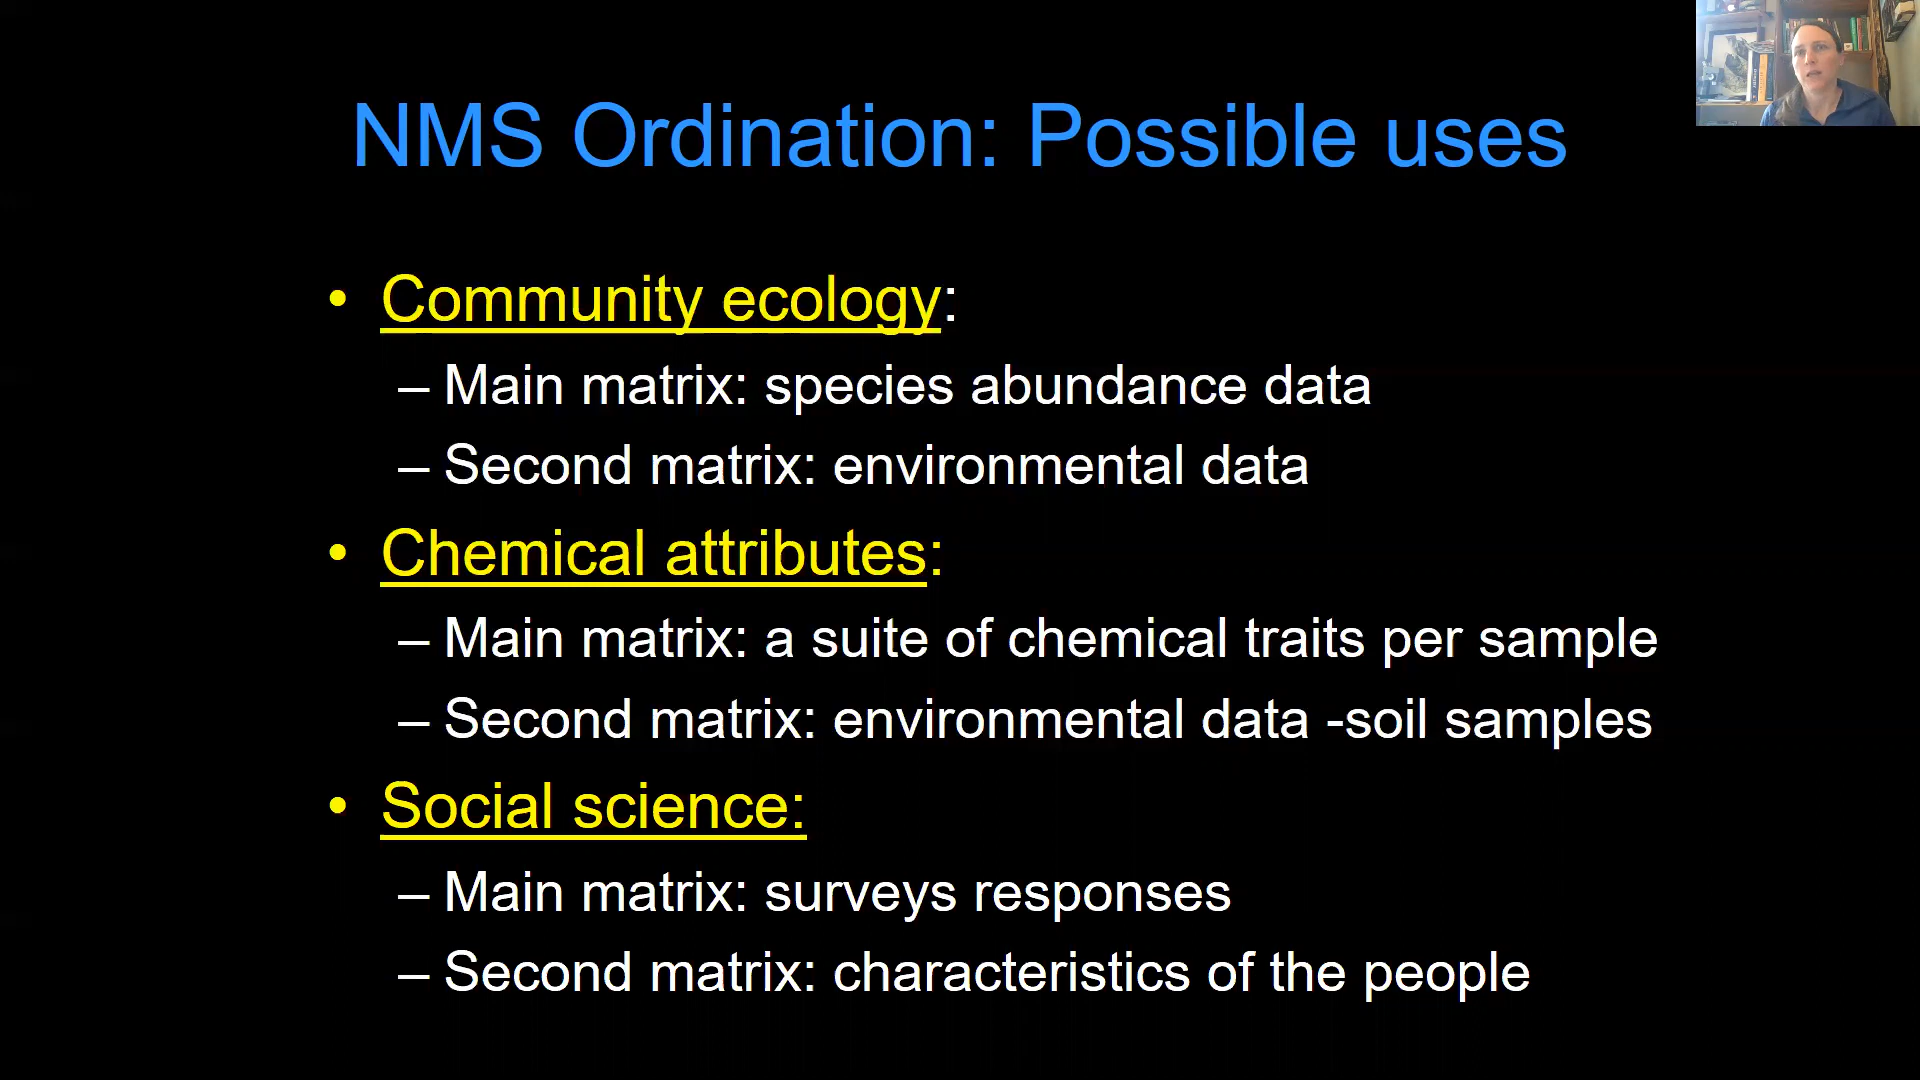 NMS Ordination: Possible uses
• Community ecology:
– Main matrix: species abundance data
– Second matrix: environmental data
• Chemical attributes:
– Main matrix: a suite of chemical traits per sample
– Second matrix: environmental data -soil samples
• Social science:
– Main matrix: surveys responses
– Second matrix: characteristics of the people